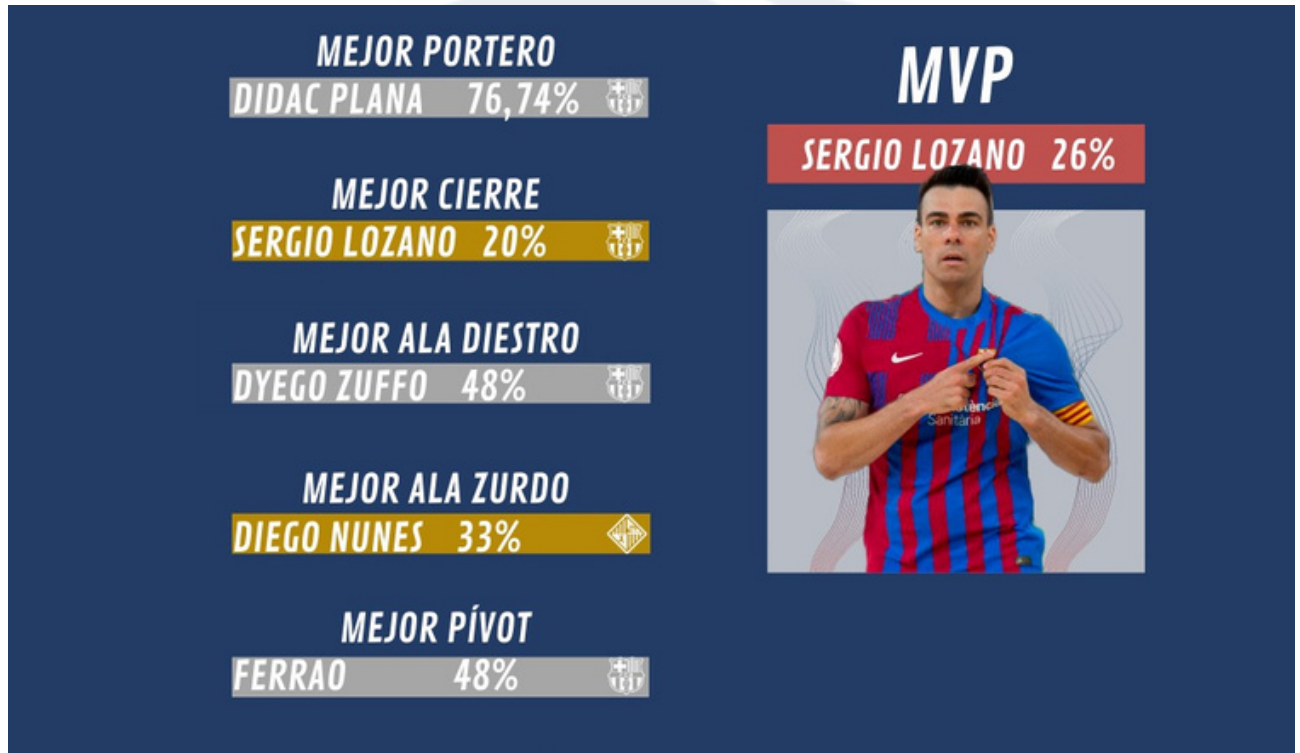 MEJOR PORTERO
DIDAC PLANA 76,74%
MEJOR CIERRE
SERGIO LOZANO 20%
MEJOR ALA DIESTRO
DYEGO ZUFFO 48%
MEJOR ALA ZURDO
DIEGO NUNES 33%
MEJOR PÍVOT
FERRAO 48%
MVP
SERGIO LOZANO 26%
Sanitària